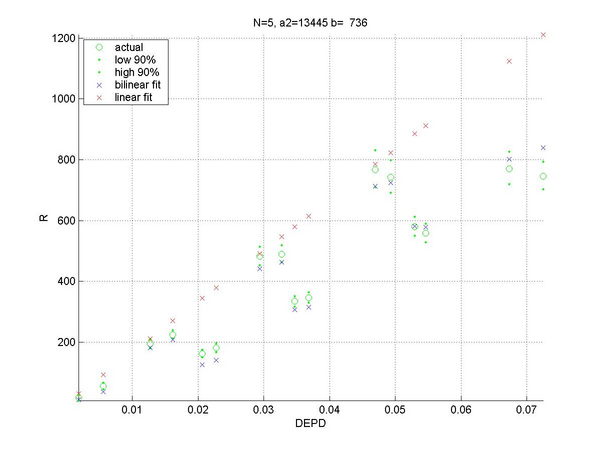 N=5, a2=13445 b= 736
1200
actual
low 90%
high 90%
bilinear fit
linear fit
1000
800
600
400
200
R
0.01 0.02 0.03 0.04 0.05 0.06 0.07
DEPD